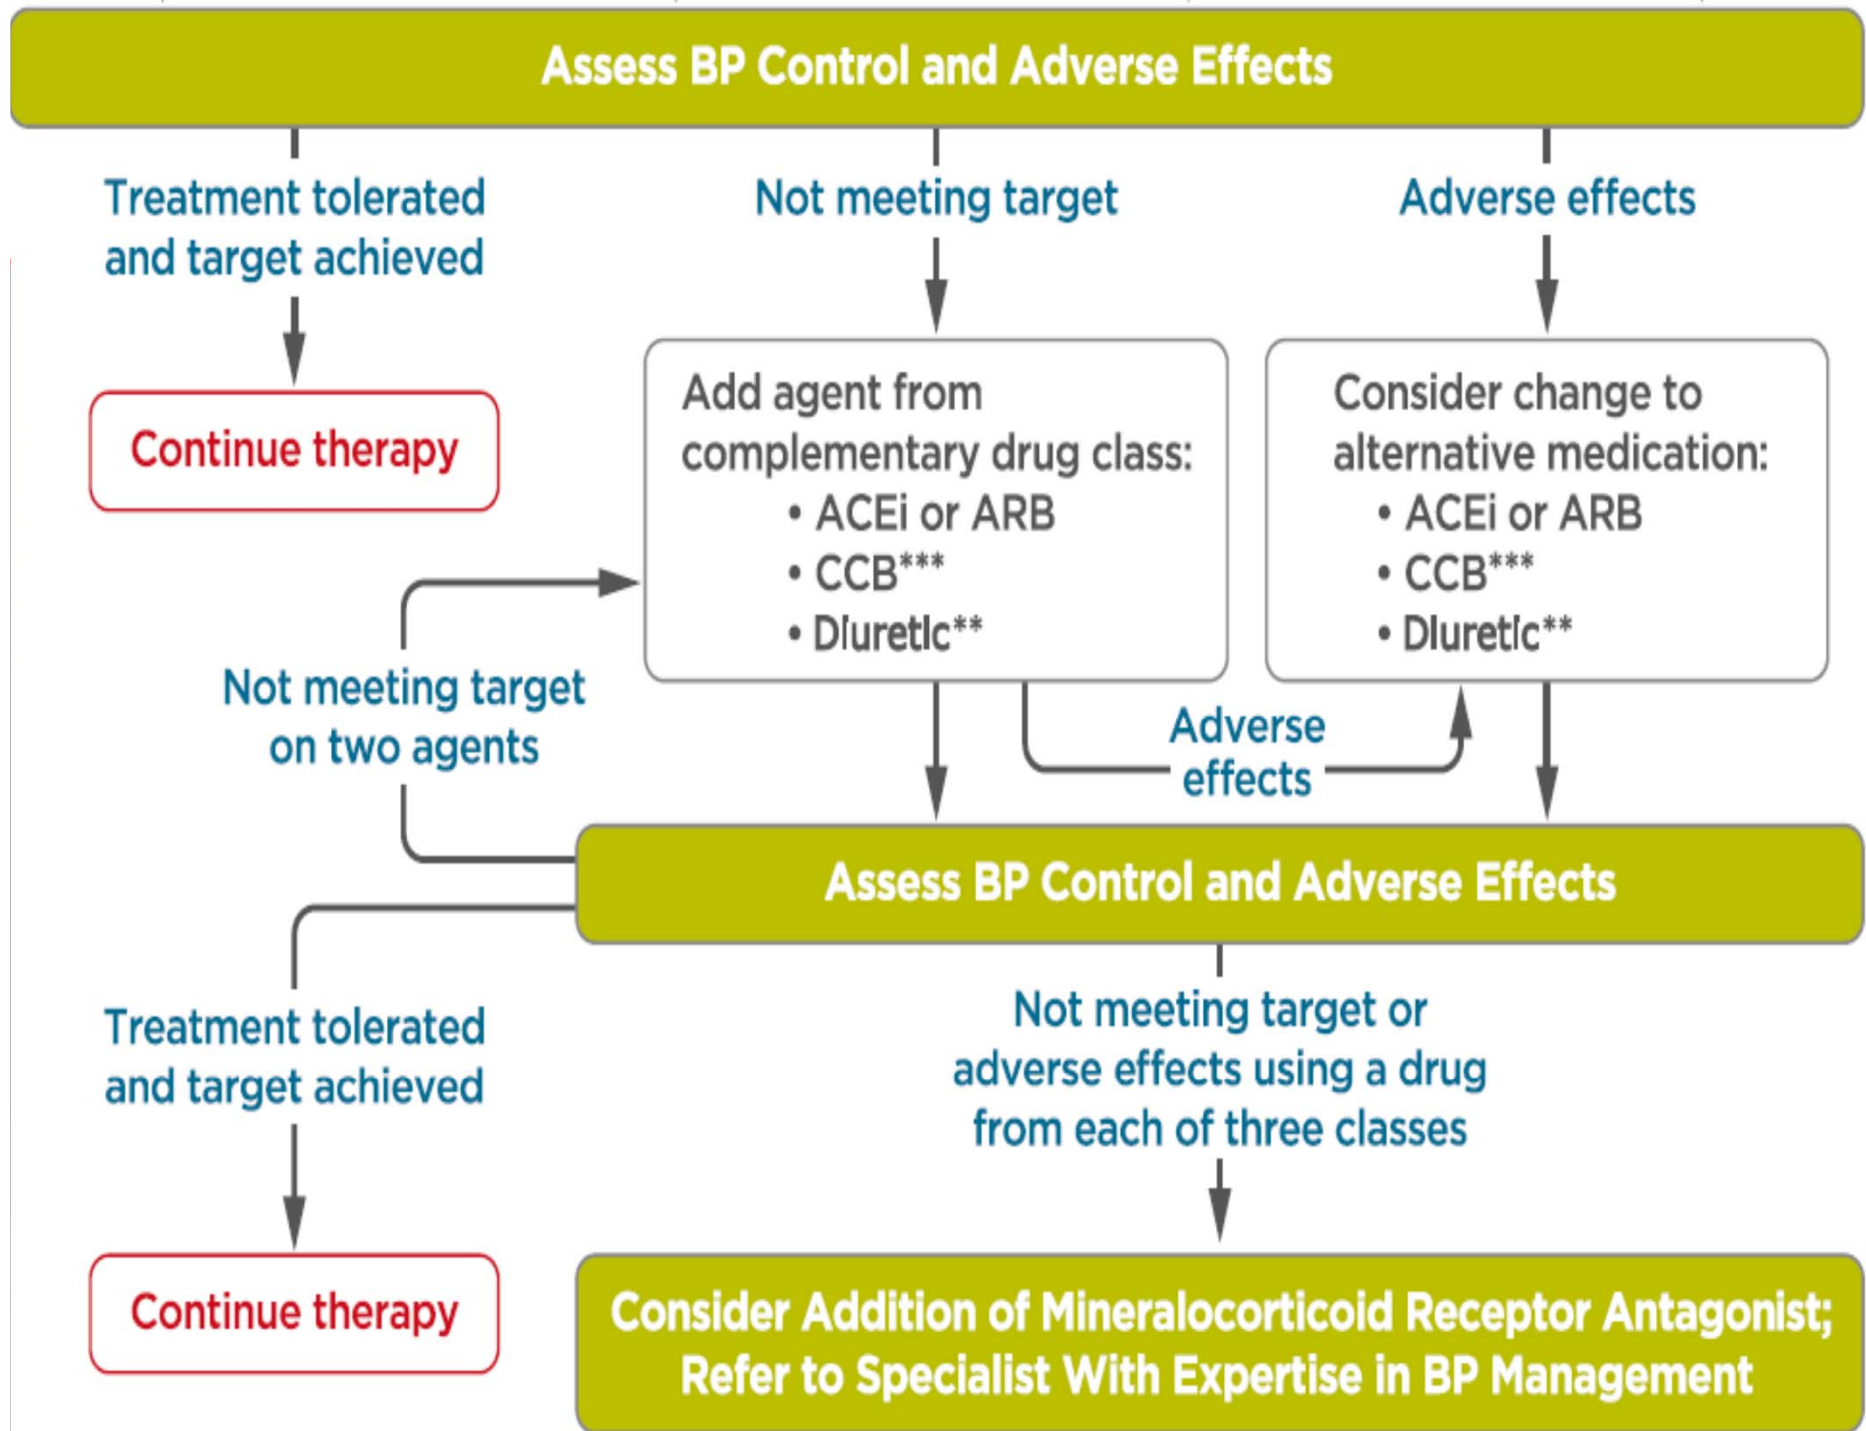 Assess BP Control and Adverse Effects
Treatment tolerated
and target achieved
Not meeting target
Adverse effects
Continue therapy
Add agent from
complementary drug class:
• ACEi or ARB
• CCB***
• Diuretic**
Consider change to
alternative medication:
• ACEi or ARB
• CCB***
• Diuretic**
Not meeting target
on two agents
Adverse
effects
Assess BP Control and Adverse Effects
Treatment tolerated
and target achieved
Not meeting target or
adverse effects using a drug
from each of three classes
Continue therapy
Consider Addition of Mineralocorticoid Receptor Antagonist;
Refer to Specialist With Expertise in BP Management